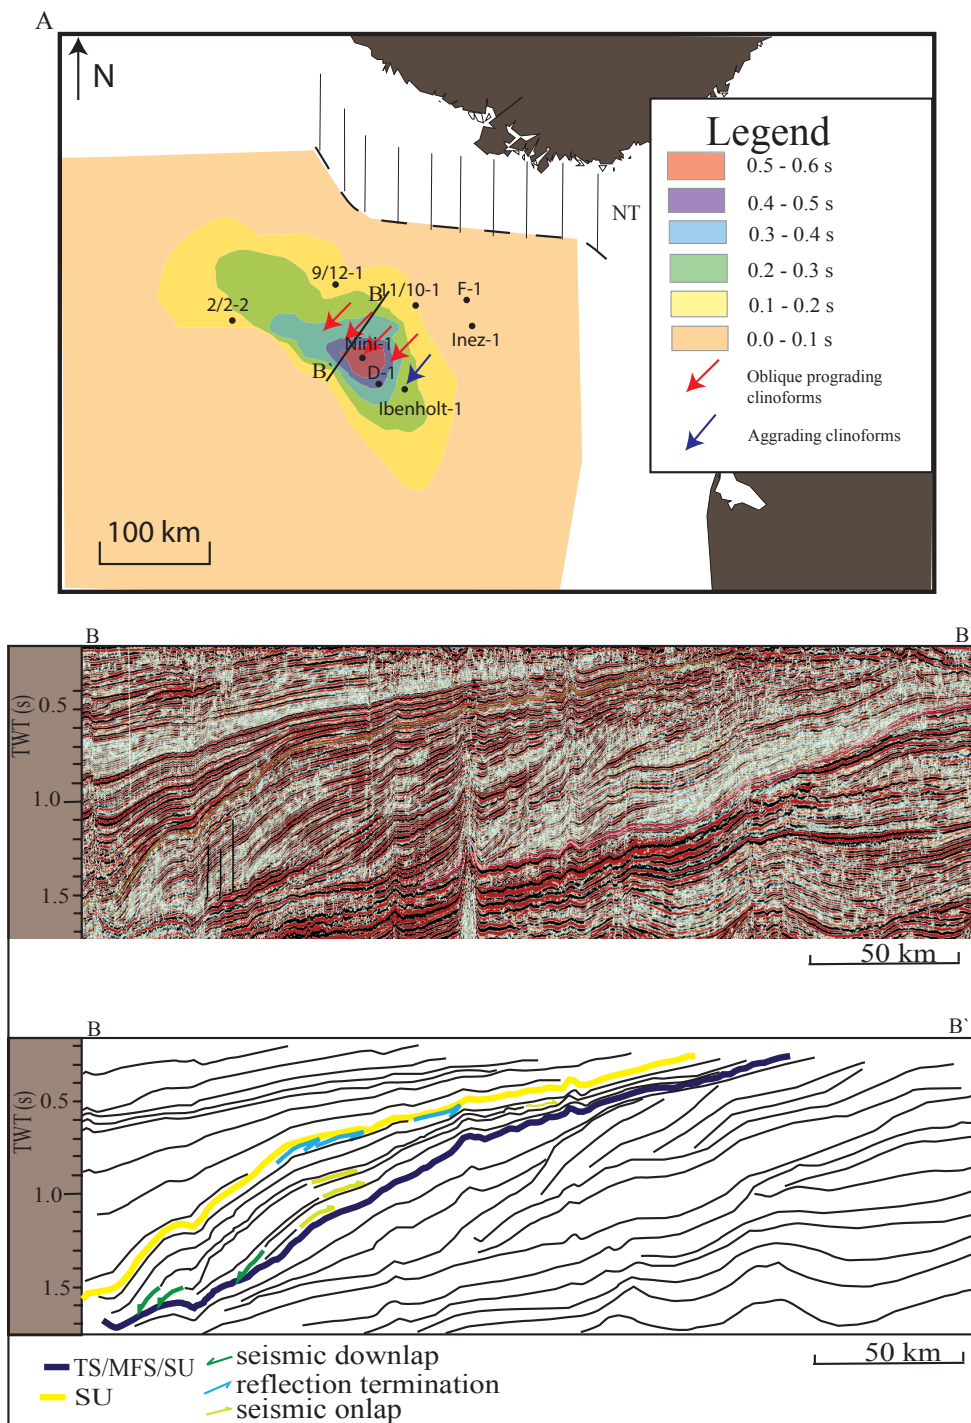 A
N
Legend
0.5 - 0.6 s
0.4 - 0.5 s
0.3 - 0.4 s
0.2 - 0.3 s
0.1 - 0.2 s
0.0 - 0.1 s
Oblique prograding
clinoforms
Aggrading clinoforms
NT
9/12-1
B
11/10-1
F-1
2/2-2
Inez-1
Nini-1
B`
D-1
Ibenholt-1
100 km
B
B`
TWT (s)
0.5
1.0
1.5
50 km
B
B`
TWT (s)
0.5
1.0
1.5
50 km
TS/MFS/SU
SU
seismic downlap
reflection termination
seismic onlap